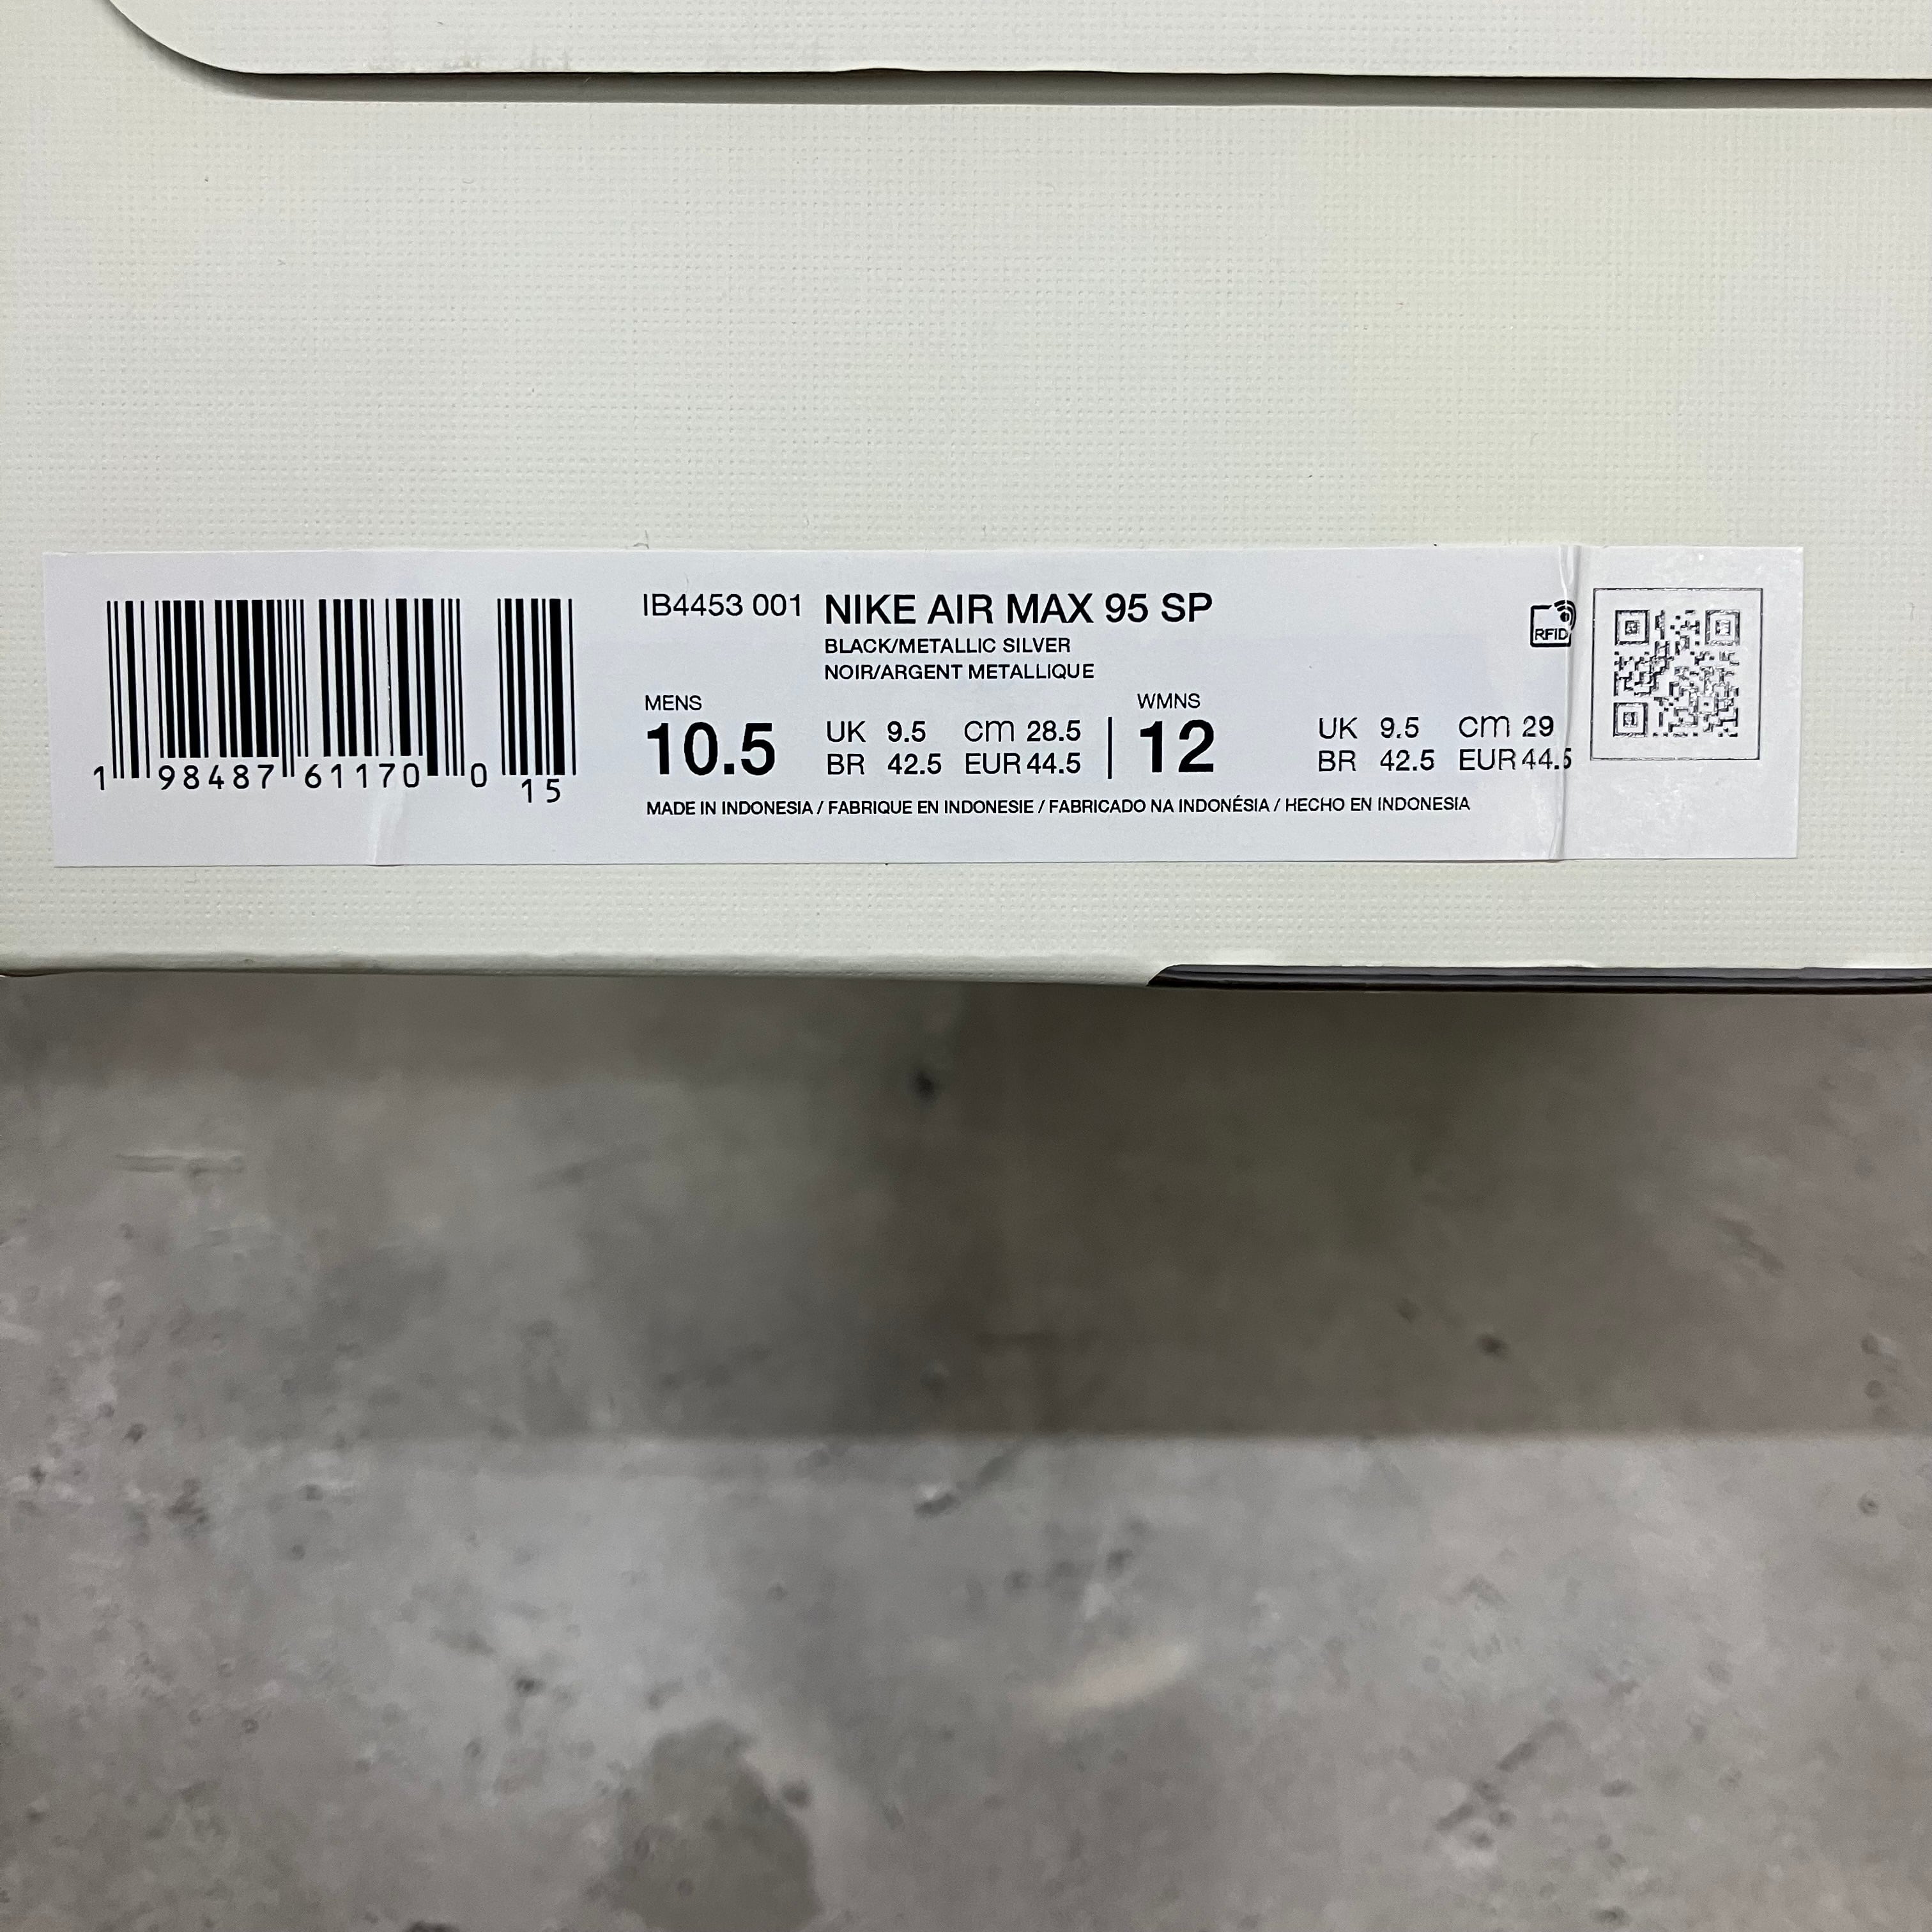 IB4453 001 NIKE AIR MAX 95 SP
BLACK/METALLIC SILVER
NOIR/ARGENT METALLIQUE
RFID
MENS
10.5
UK 9.5 CM 28.5
BR 42.5 EUR 44.5
WMNS
12
UK 9.5 CM 29
BR 42.5 EUR 44.5
1 98487 61170 0 15
MADE IN INDONESIA / FABRIQUE EN INDONESIE / FABRICADO NA INDONÉSIA / HECHO EN INDONESIA